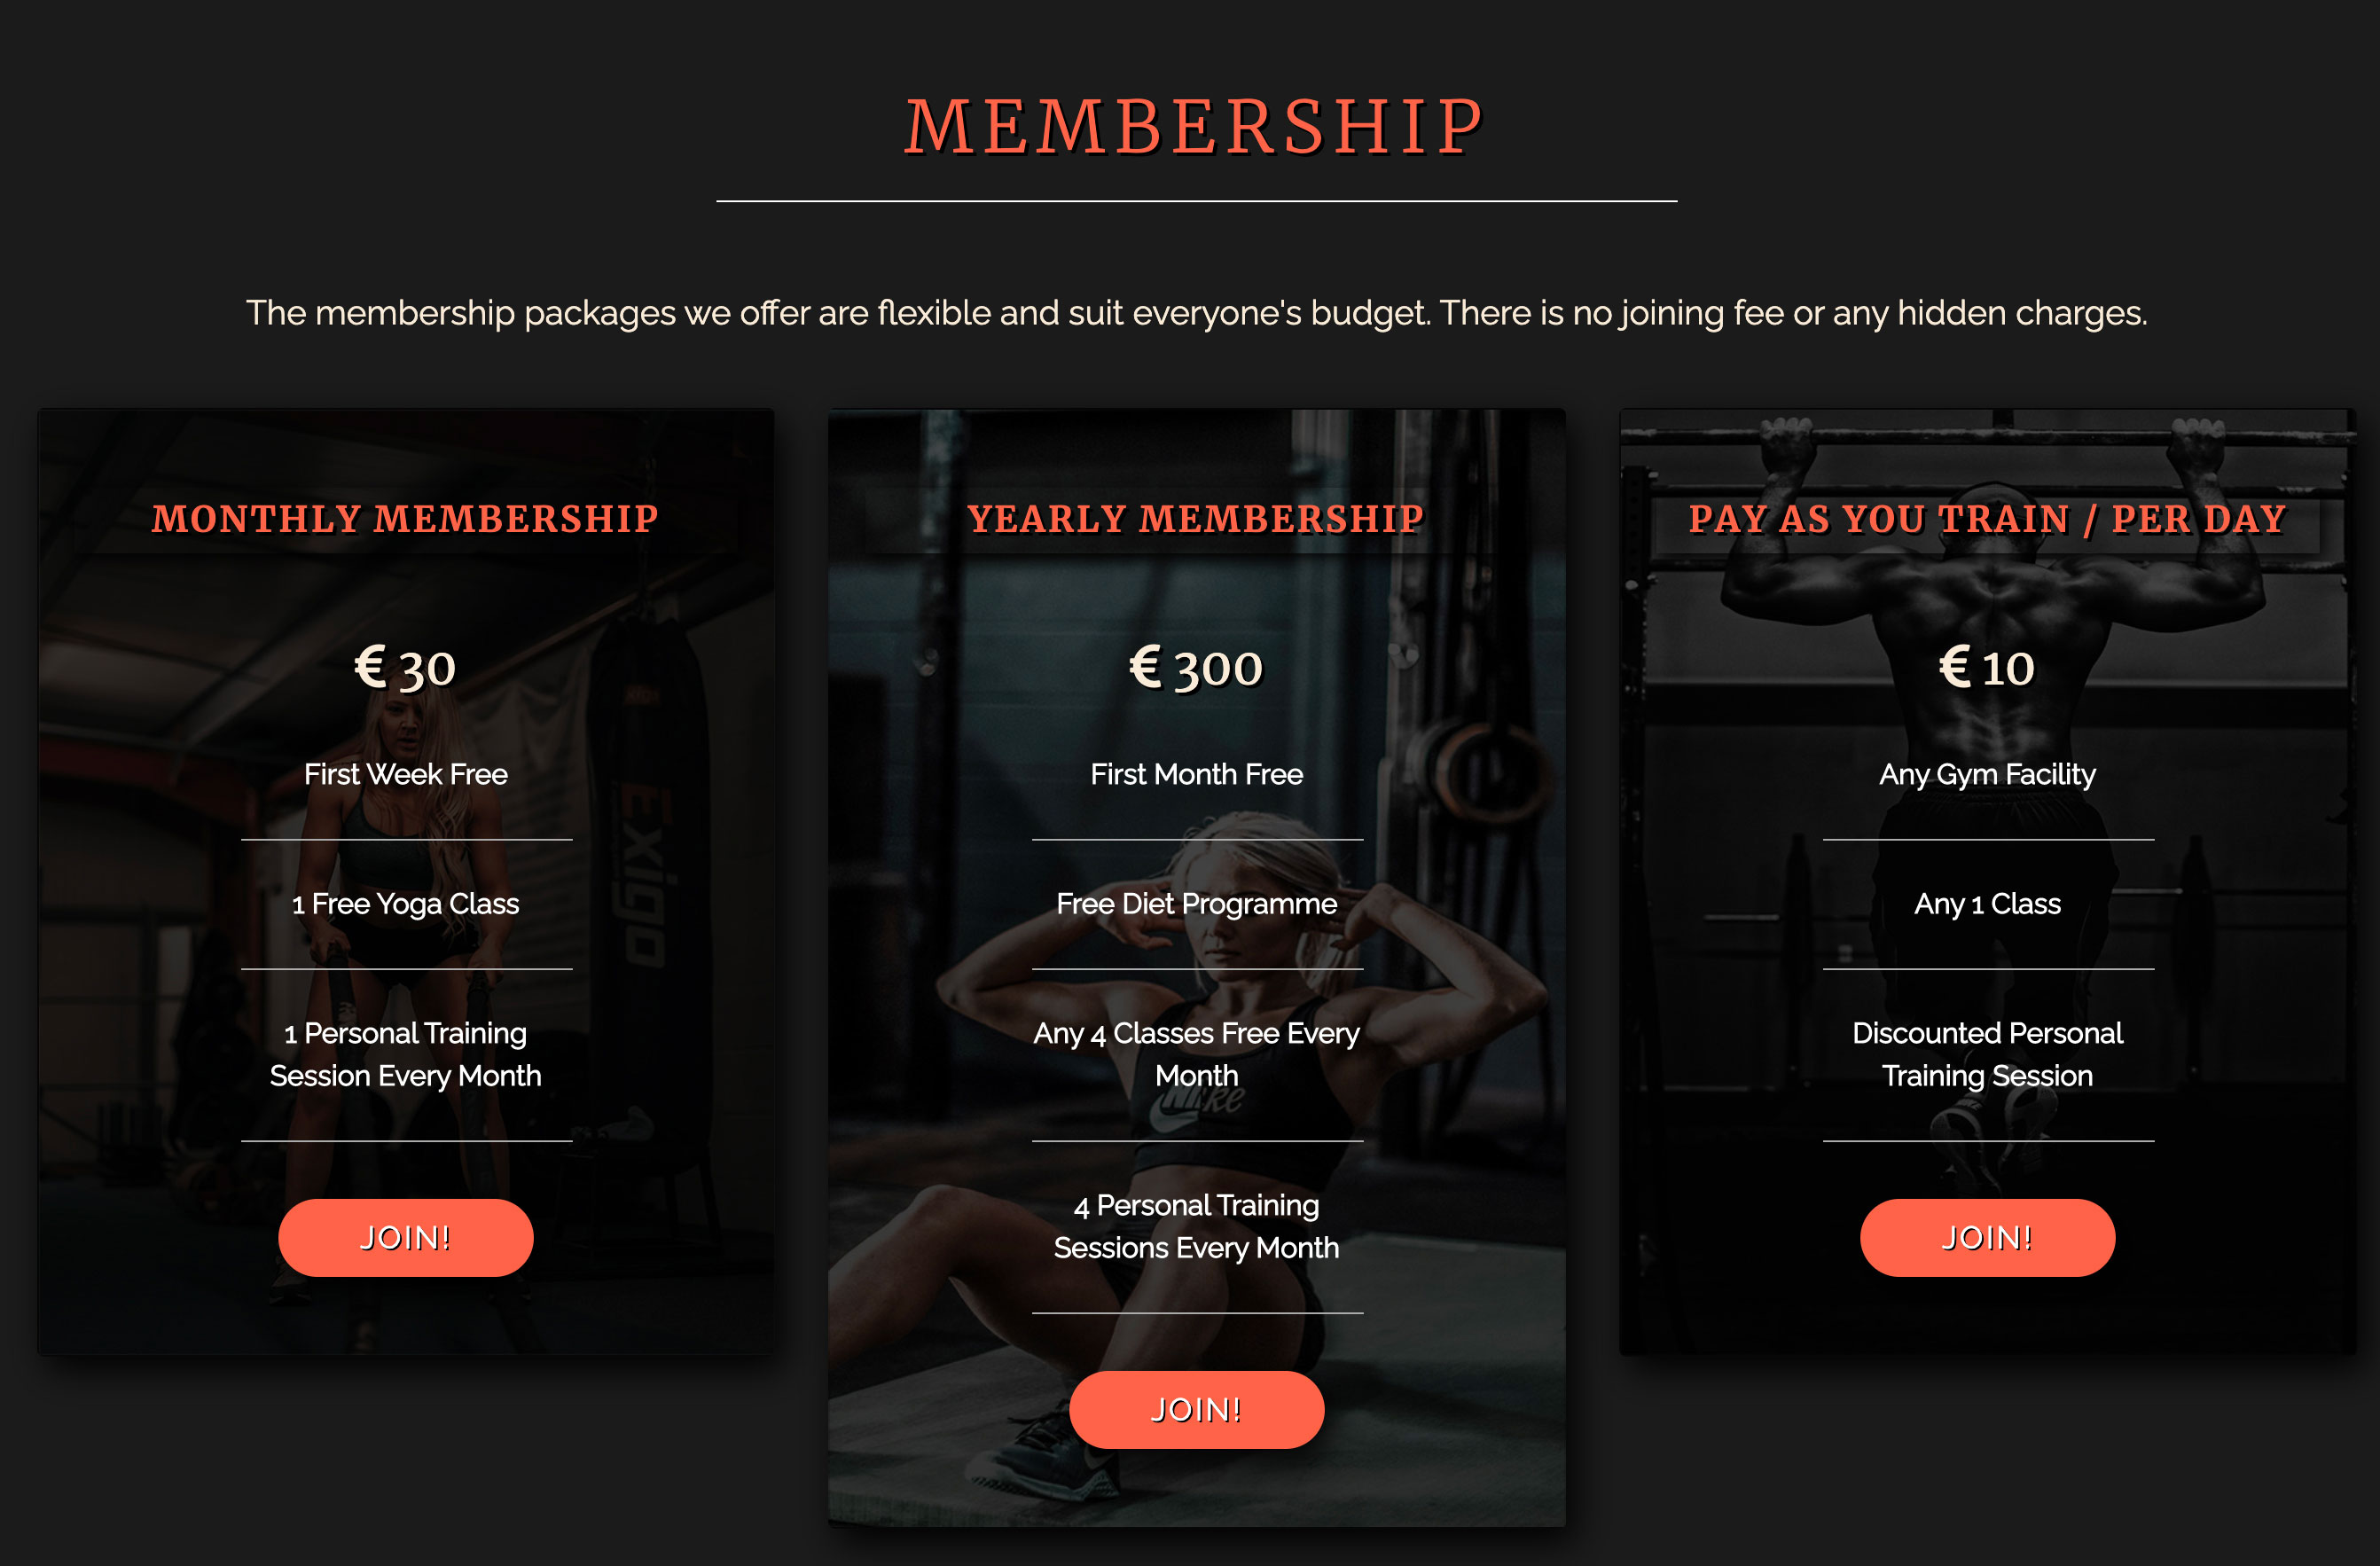 MEMBERSHIP
The membership packages we offer are flexible and suit everyone's budget. There is no joining fee or any hidden charges.
MONTHLY MEMBERSHIP
€ 30
First Week Free
1 Free Yoga Class
1 Personal Training
Session Every Month
JOIN!
EXIGO
YEARLY MEMBERSHIP
€ 300
First Month Free
Free Diet Programme
Any 4 Classes Free Every
Month
NIKE
4 Personal Training
Sessions Every Month
JOIN!
PAY AS YOU TRAIN / PER DAY
€ 10
Any Gym Facility
Any 1 Class
Discounted Personal
Training Session
JOIN!